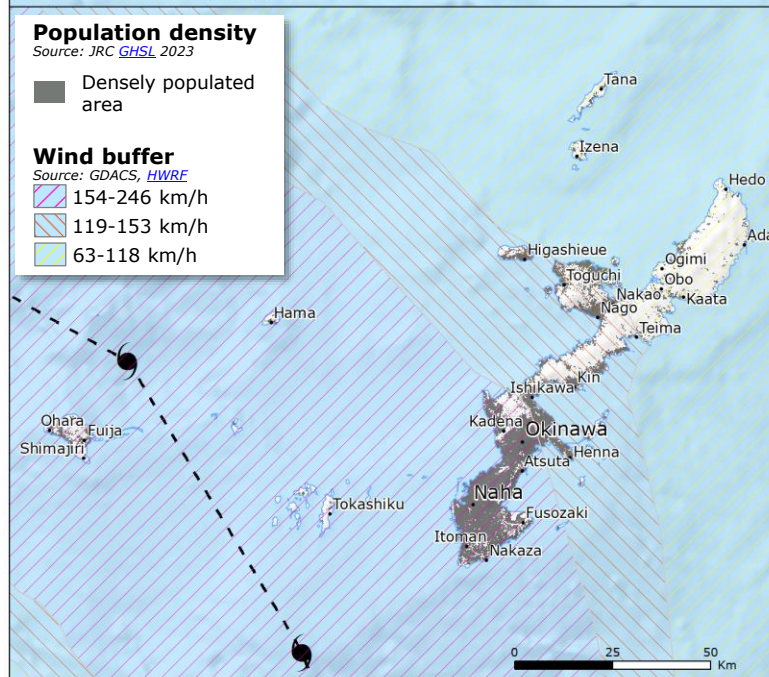 Population density
Source: JRC GHSL 2023
Densely populated
area
Wind buffer
Source: GDACS, HWRF
154-246 km/h
119-153 km/h
63-118 km/h
Tana
Izena
Hedo
Ada
Higashieue
Ogimi
Toguchi
Obo
Nakao
Kaata
Nago
Hama
Teima
Kin
Ishikawa
Ohara
Fuija
Kadena
Okinawa
Shimajiri
Henna
Atsuta
Naha
Tokashiku
Fusozaki
Itoman
Nakaza
0 25 50
Km